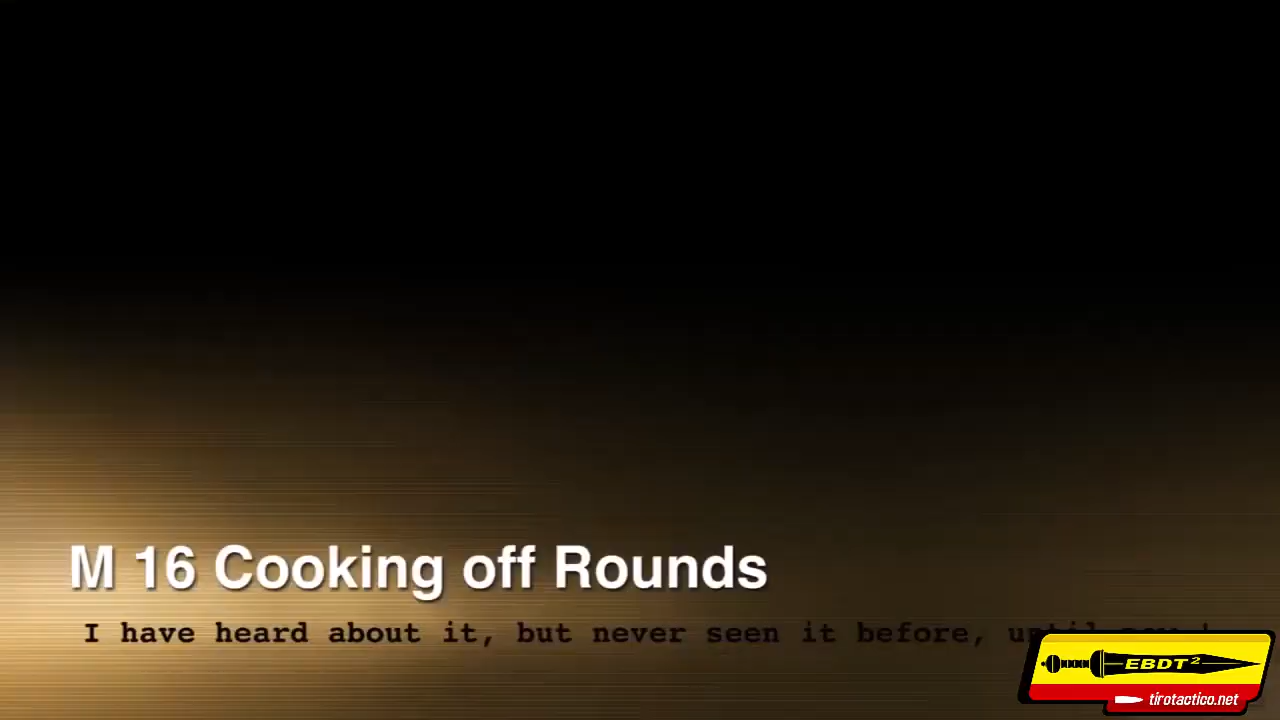 M 16 Cooking off Rounds
I have heard about it, but never seen it before,
EBDT²
tirotactico.net